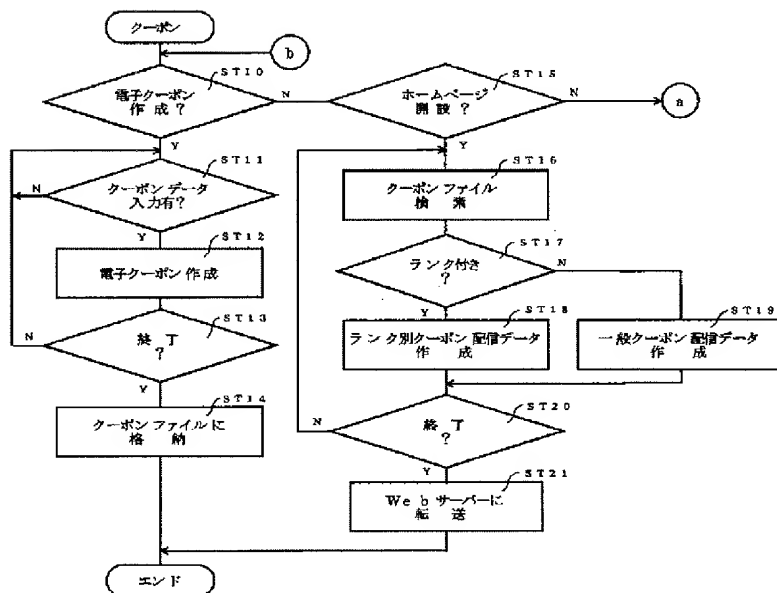 クーポン
b
ST10
電子クーポン
作成？
N
Y
ST11
クーポンデータ
入力有？
N
Y
ST12
電子クーポン作成
ST13
終了
？
N
Y
ST14
クーポンファイルに
格納
エンド
ST15
ホームページ
開設？
N
a
Y
ST16
クーポンファイル
検索
ST17
ランク付き
？
N
Y
ST18
ランク別クーポン配信データ
作成
ST19
一般クーポン配信データ
作成
ST20
終了
？
N
Y
ST21
Webサーバーに
転送